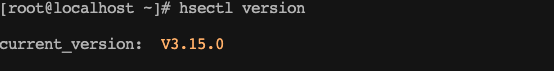 [root@localhost ~]# hsectl version
current_version:  V3.15.0